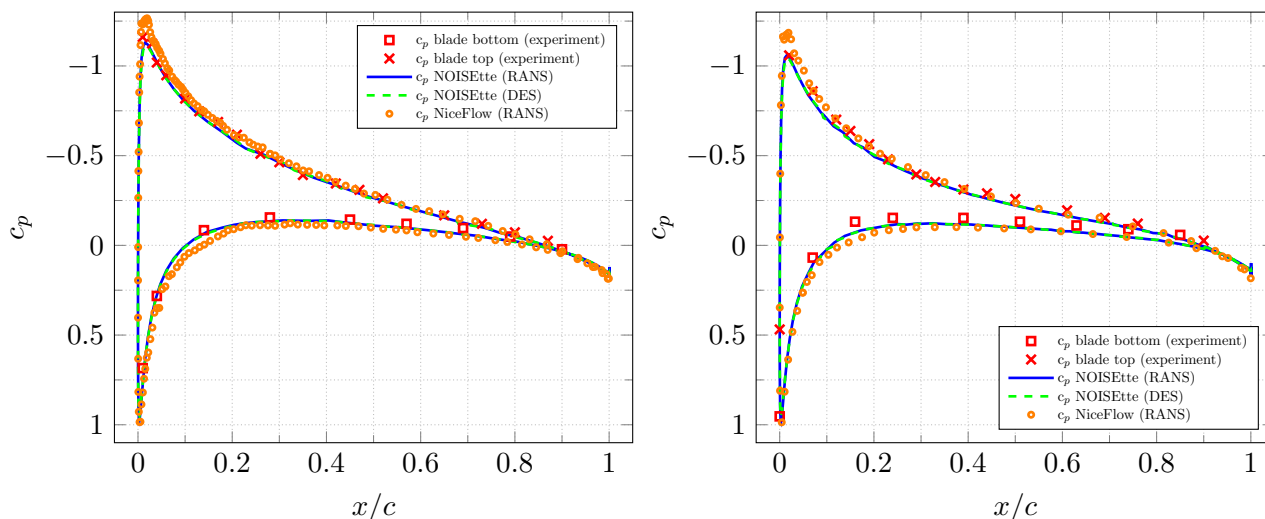 −1
−0.5
0
0.5
1
c_p
0
0.2
0.4
0.6
0.8
1
x/c
c_p blade bottom (experiment)
c_p blade top (experiment)
c_p NOISEtte (RANS)
c_p NOISEtte (DES)
c_p NiceFlow (RANS)
−1
−0.5
0
0.5
1
c_p
0
0.2
0.4
0.6
0.8
1
x/c
c_p blade bottom (experiment)
c_p blade top (experiment)
c_p NOISEtte (RANS)
c_p NOISEtte (DES)
c_p NiceFlow (RANS)